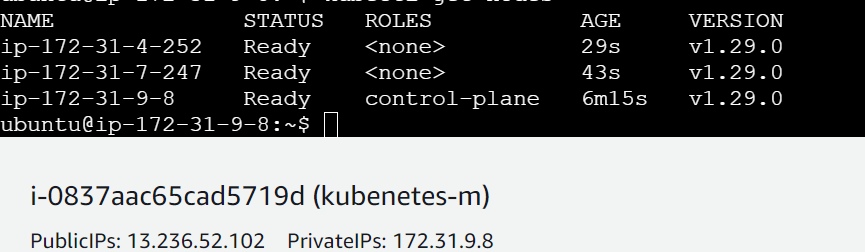 NAME STATUS ROLES AGE VERSION
ip-172-31-4-252 Ready <none> 29s v1.29.0
ip-172-31-7-247 Ready <none> 43s v1.29.0
ip-172-31-9-8 Ready control-plane 6m15s v1.29.0
ubuntu@ip-172-31-9-8:~$
i-0837aac65cad5719d (kubenetes-m)
PublicIPs: 13.236.52.102 PrivateIPs: 172.31.9.8